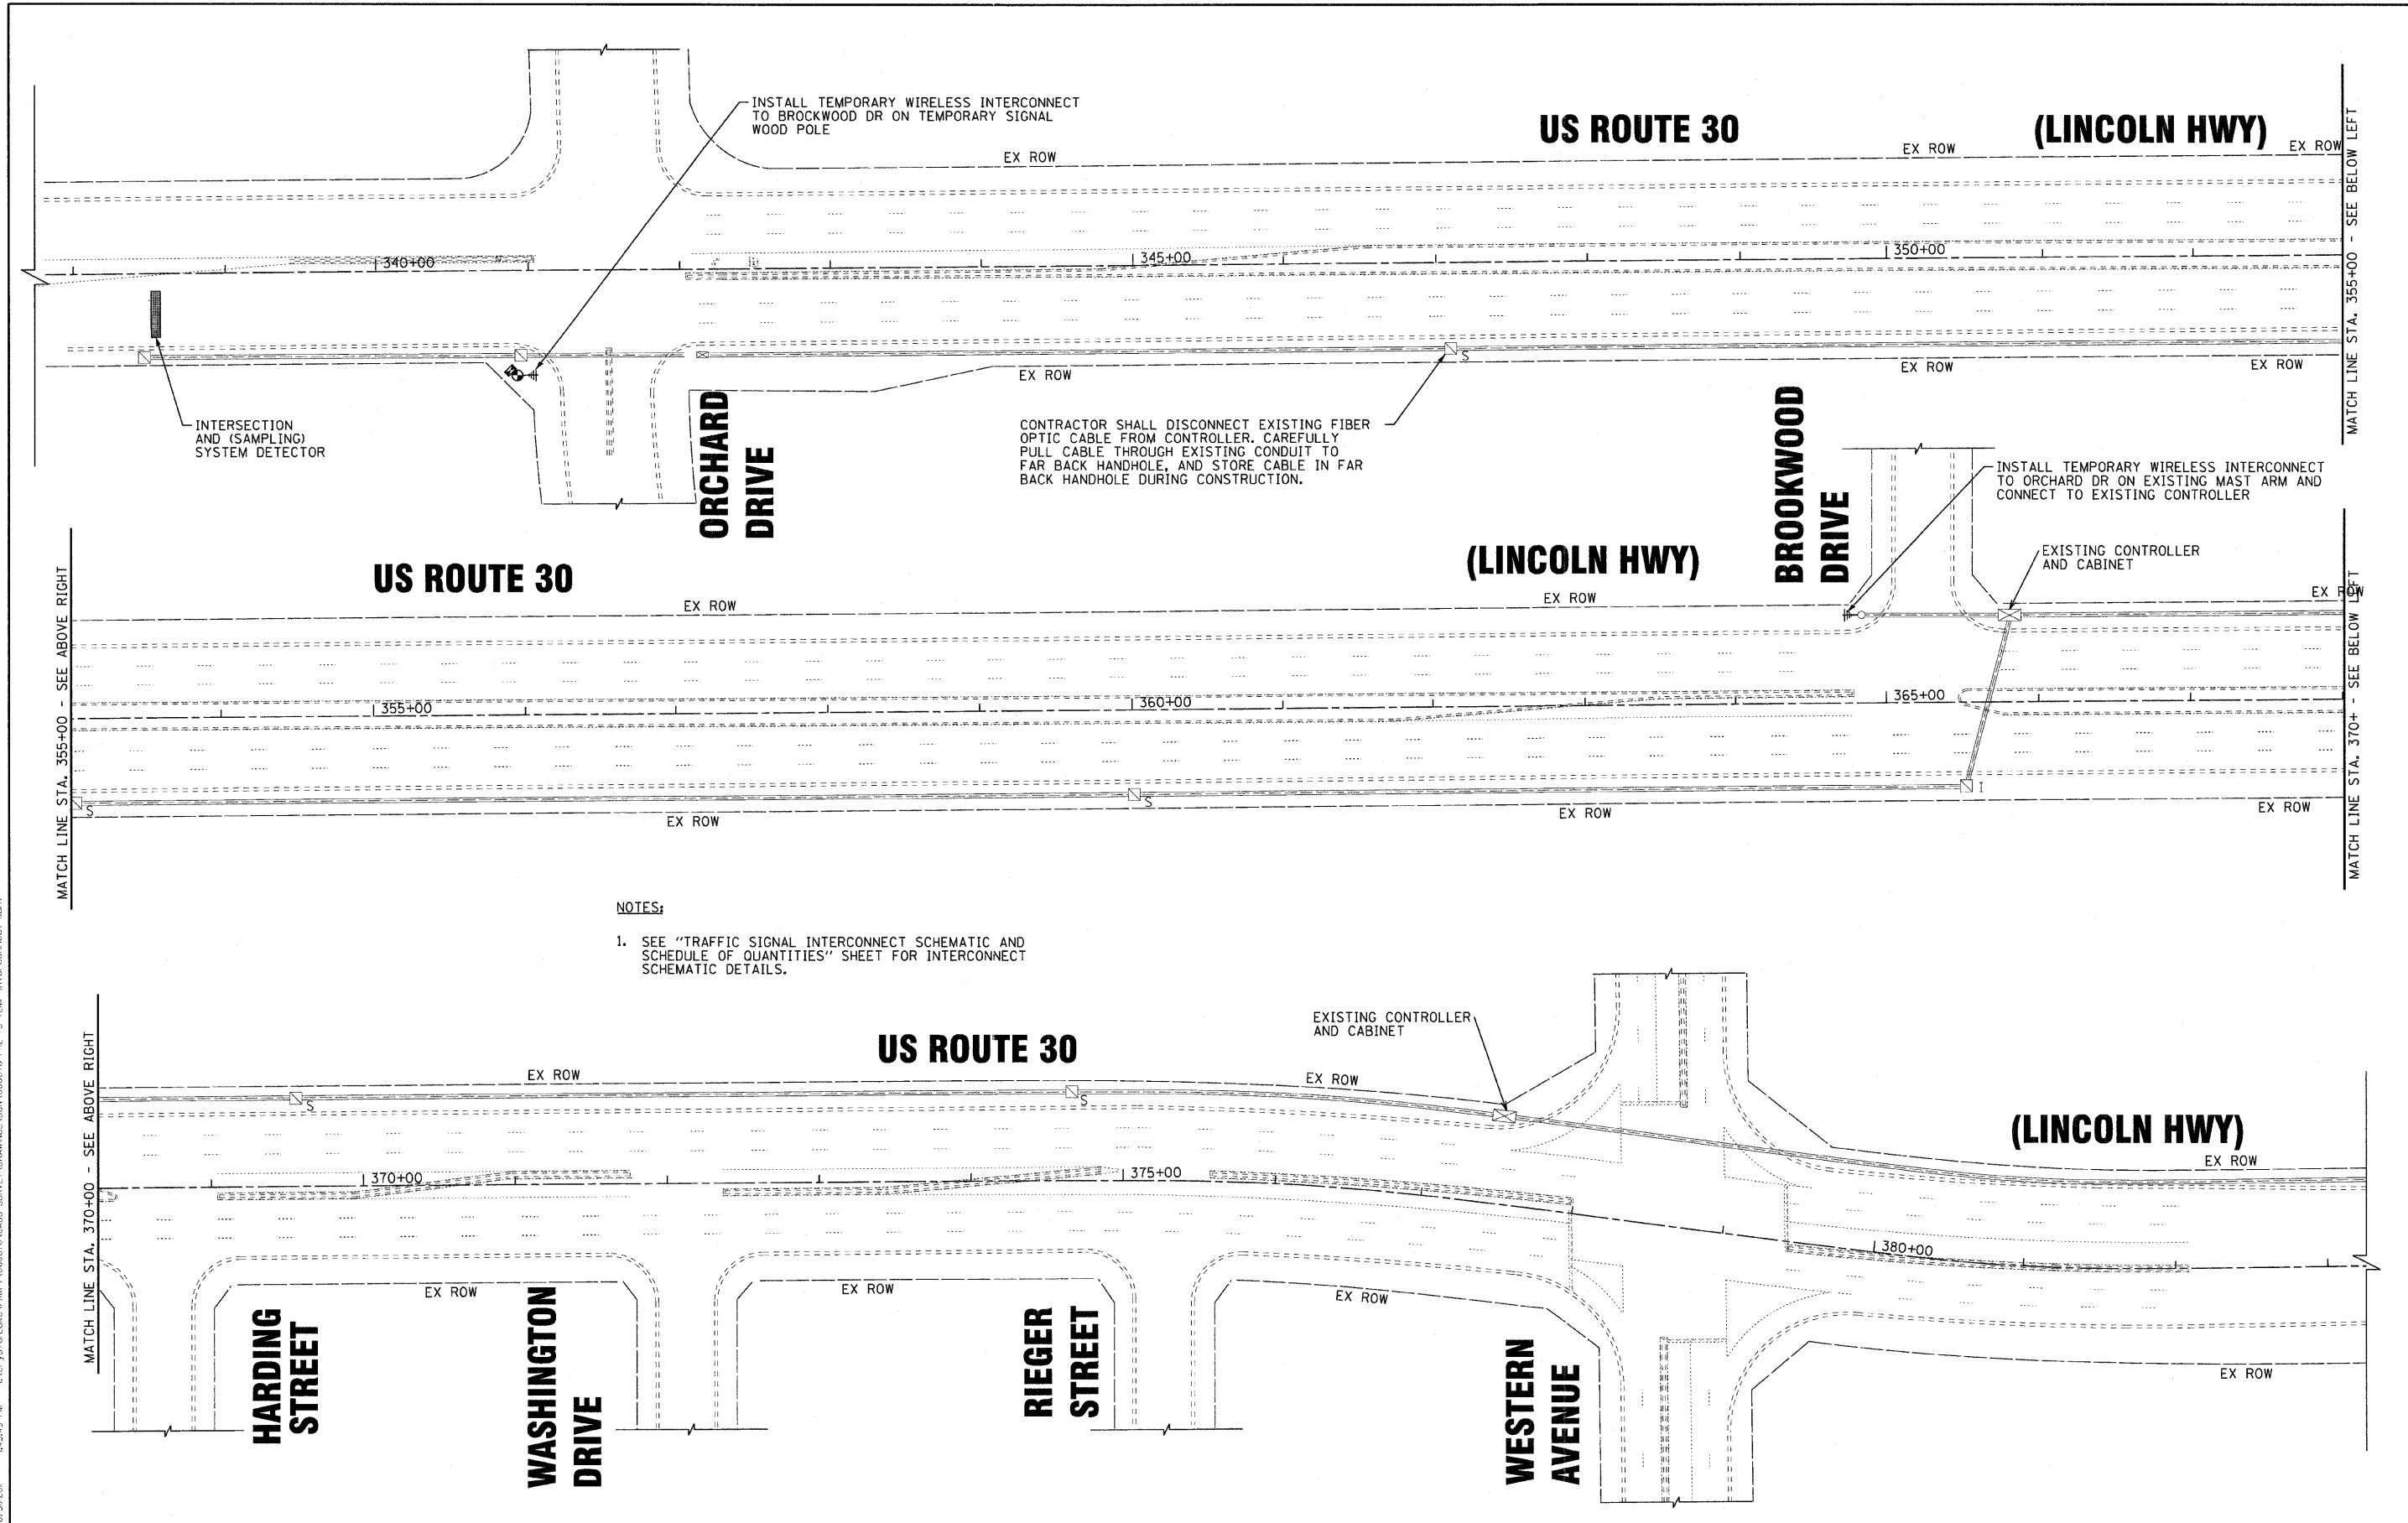 INSTALL TEMPORARY WIRELESS INTERCONNECT
TO BROCKWOOD DR ON TEMPORARY SIGNAL
WOOD POLE
US ROUTE 30
(LINCOLN HWY)
EX ROW
EX ROW
EX ROW
340+00
345+00
350+00
MATCH LINE STA. 355+00 - SEE BELOW LEFT
S
EX ROW
EX ROW
EX ROW
INTERSECTION
AND (SAMPLING)
SYSTEM DETECTOR
ORCHARD
DRIVE
CONTRACTOR SHALL DISCONNECT EXISTING FIBER
OPTIC CABLE FROM CONTROLLER. CAREFULLY
PULL CABLE THROUGH EXISTING CONDUIT TO
FAR BACK HANDHOLE, AND STORE CABLE IN FAR
BACK HANDHOLE DURING CONSTRUCTION.
BROOKWOOD
DRIVE
INSTALL TEMPORARY WIRELESS INTERCONNECT
TO ORCHARD DR ON EXISTING MAST ARM AND
CONNECT TO EXISTING CONTROLLER
EXISTING CONTROLLER
AND CABINET
MATCH LINE STA. 355+00 - SEE ABOVE RIGHT
US ROUTE 30
(LINCOLN HWY)
EX ROW
EX ROW
EX ROW
355+00
360+00
365+00
MATCH LINE STA. 370+ - SEE BELOW LEFT
S
S
I
EX ROW
EX ROW
EX ROW
NOTES:
1. SEE "TRAFFIC SIGNAL INTERCONNECT SCHEMATIC AND
SCHEDULE OF QUANTITIES" SHEET FOR INTERCONNECT
SCHEMATIC DETAILS.
MATCH LINE STA. 370+00 - SEE ABOVE RIGHT
US ROUTE 30
EXISTING CONTROLLER
AND CABINET
(LINCOLN HWY)
EX ROW
EX ROW
EX ROW
S
S
370+00
375+00
380+00
EX ROW
EX ROW
EX ROW
EX ROW
HARDING
STREET
WASHINGTON
DRIVE
RIEGER
STREET
WESTERN
AVENUE